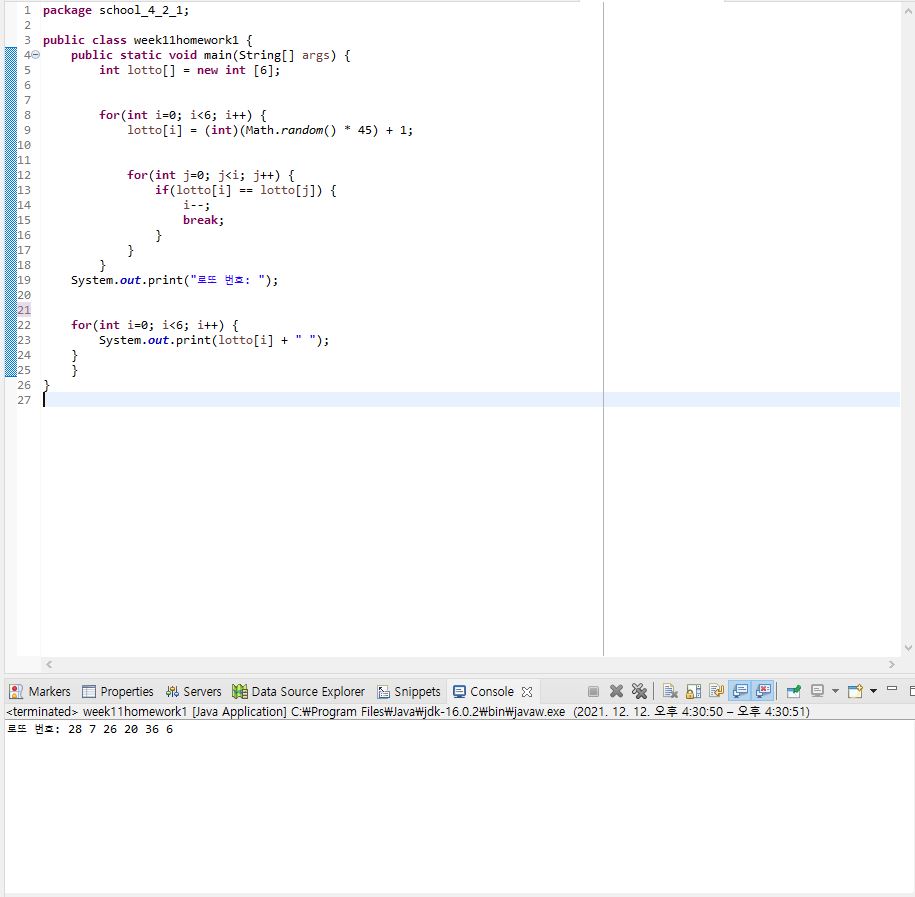 1 package school_4_2_1;
2
3 public class week11homework1 {
4 public static void main(String[] args) {
5 int lotto[] = new int [6];
6
7
8 for(int i=0; i<6; i++) {
9 lotto[i] = (int)(Math.random() * 45) + 1;
10
11
12 for(int j=0; j<i; j++) {
13 if(lotto[i] == lotto[j]) {
14 i--;
15 break;
16 }
17 }
18 }
19 System.out.print("로뜨 번호: ");
20
21
22 for(int i=0; i<6; i++) {
23 System.out.print(lotto[i] + " ");
24 }
25 }
26 }
27
Markers Properties Servers Data Source Explorer Snippets Console
<terminated> week11homework1 [Java Application] C:₩Program Files₩Java₩jdk-16.0.2₩bin₩javaw.exe (2021. 12. 12. 오후 4:30:50 – 오후 4:30:51)
로뜨 번호: 28 7 26 20 36 6